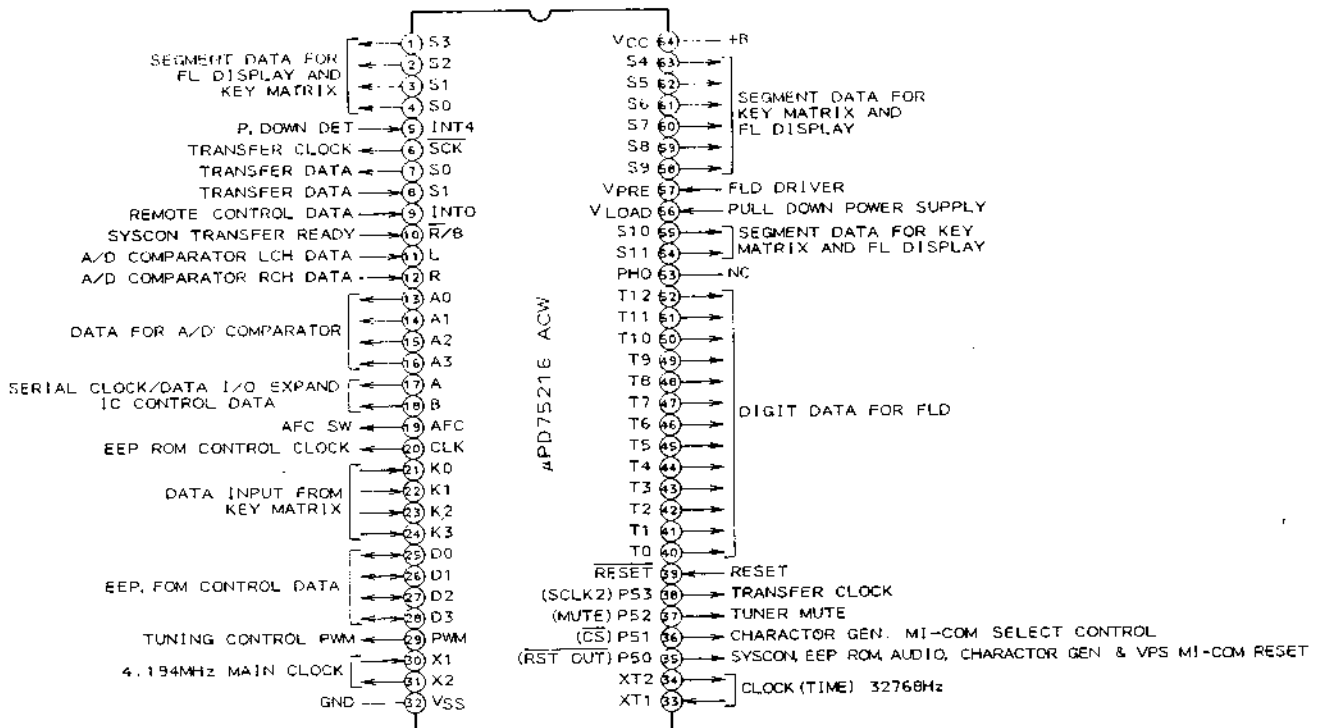 SEGMENT DATA FOR
FL DISPLAY AND
KEY MATRIX
1 S3
2 S2
3 S1
4 S0
P. DOWN DET 5 INT4
TRANSFER CLOCK 6 SCK
TRANSFER DATA 7 S0
TRANSFER DATA 8 S1
REMOTE CONTROL DATA 9 INT0
SYSCON TRANSFER READY 10 R/B
A/D COMPARATOR LCH DATA 11 L
A/D COMPARATOR RCH DATA 12 R
DATA FOR A/D COMPARATOR
13 A0
14 A1
15 A2
16 A3
SERIAL CLOCK/DATA I/O EXPAND
IC CONTROL DATA
17 A
18 B
AFC SW 19 AFC
EEP ROM CONTROL CLOCK 20 CLK
DATA INPUT FROM
KEY MATRIX
21 K0
22 K1
23 K2
24 K3
EEP. FOM CONTROL DATA
25 D0
26 D1
27 D2
28 D3
TUNING CONTROL PWM 29 PWM
4.194MHz MAIN CLOCK
30 X1
31 X2
GND 32 VSS
μPD75216 ACW
VCC 64 +B
S4 63
S5 62
S6 61
S7 60
S8 59
S9 58
SEGMENT DATA FOR
KEY MATRIX AND
FL DISPLAY
VPRE 57 FLD DRIVER
VLOAD 56 PULL DOWN POWER SUPPLY
S10 55
S11 54
SEGMENT DATA FOR KEY
MATRIX AND FL DISPLAY
PHO 53 NC
T12 52
T11 51
T10 50
T9 49
T8 48
T7 47
T6 46
T5 45
T4 44
T3 43
T2 42
T1 41
T0 40
DIGIT DATA FOR FLD
RESET 39 RESET
(SCLK2) P53 38 TRANSFER CLOCK
(MUTE) P52 37 TUNER MUTE
(CS) P51 36 CHARACTOR GEN. MI-COM SELECT CONTROL
(RST OUT) P50 35 SYSCON, EEP ROM, AUDIO, CHARACTOR GEN & VPS MI-COM RESET
XT2 34
XT1 33
CLOCK (TIME) 32768Hz